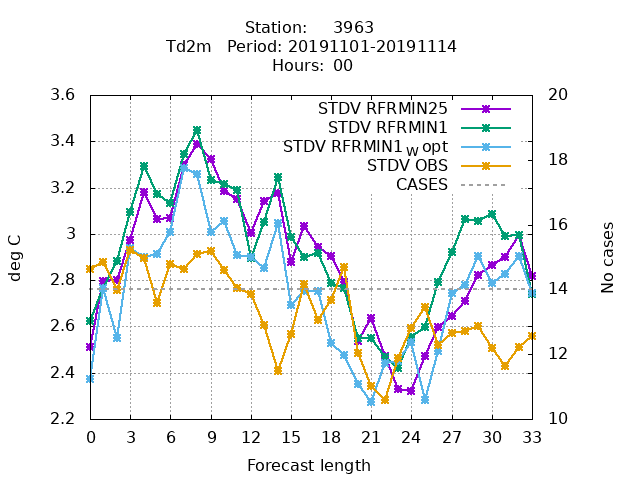 Station: 3963
Td2m Period: 20191101-20191114
Hours: 00
deg C
3.6
3.4
3.2
3
2.8
2.6
2.4
2.2
STDV RFRMIN25
STDV RFRMIN1
STDV RFRMIN1_w opt
STDV OBS
CASES
20
18
16
14
12
10
No cases
0 3 6 9 12 15 18 21 24 27 30 33
Forecast length